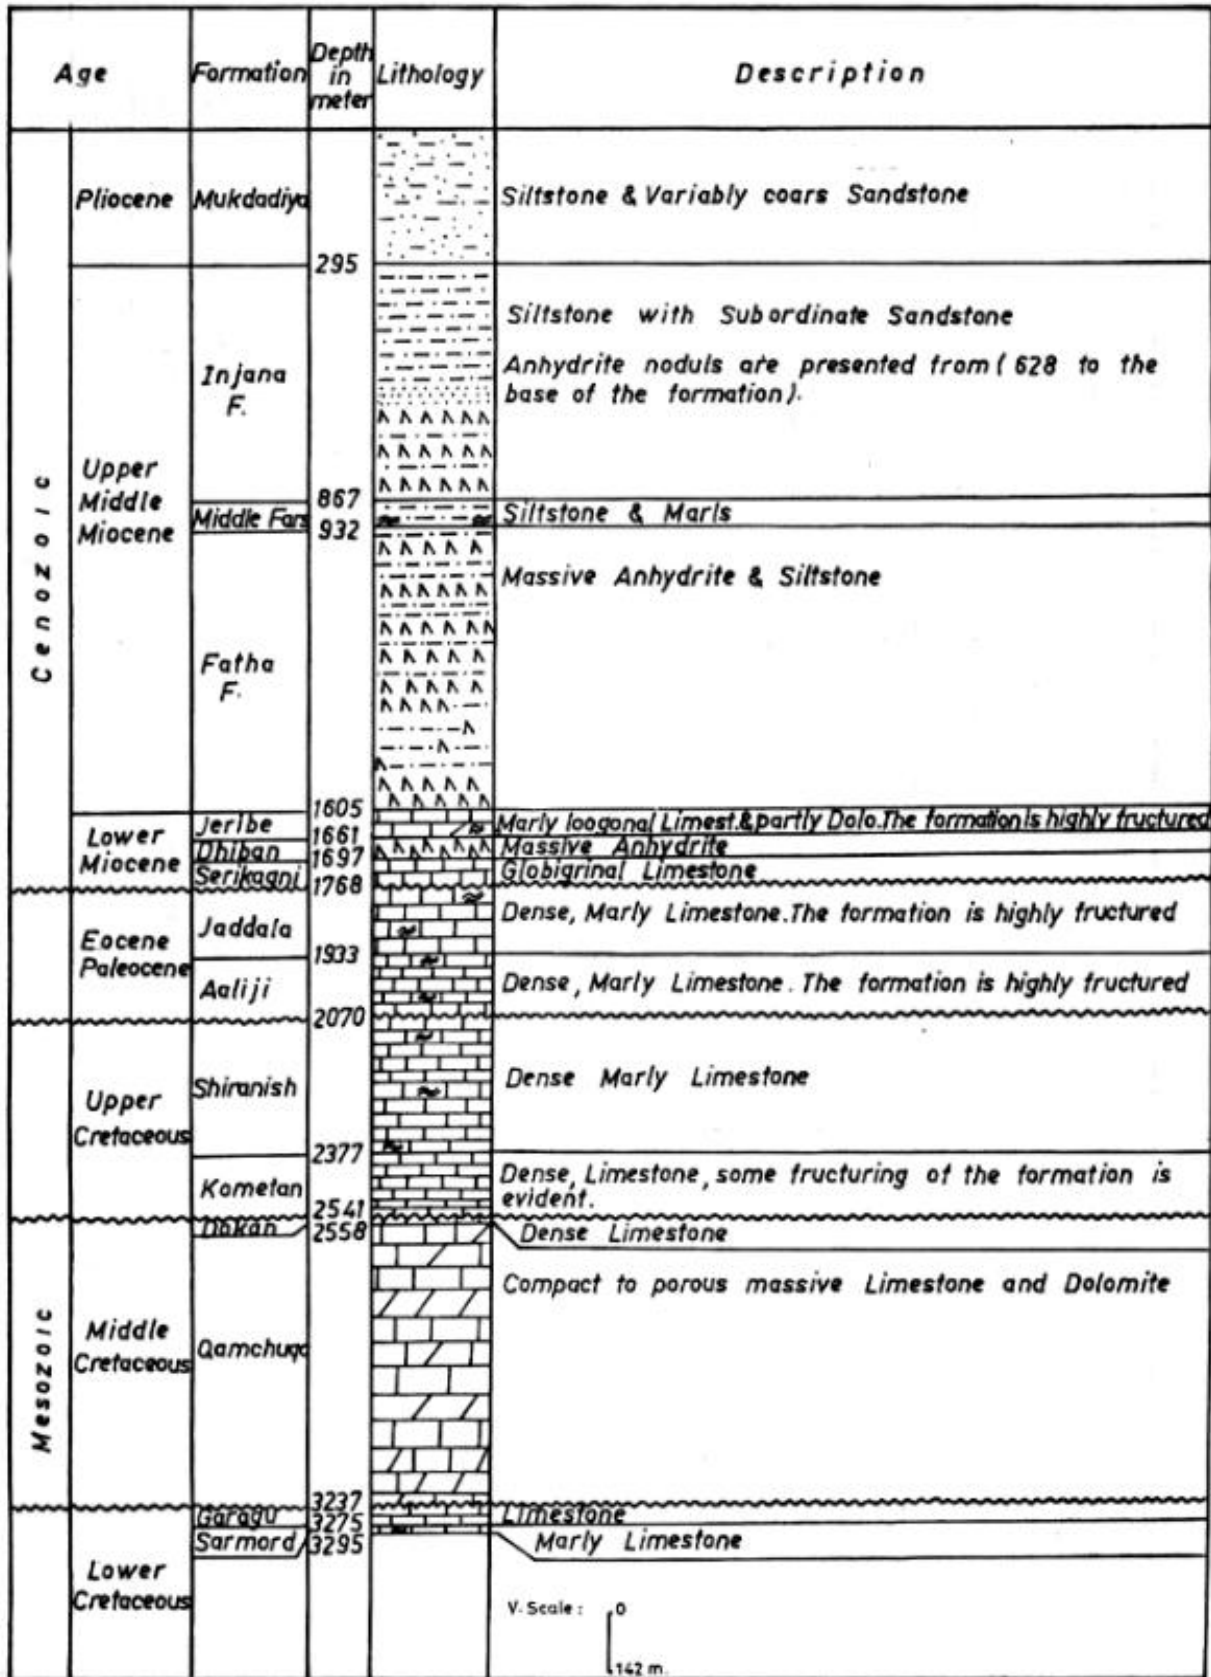 Age
Formation
Depth
in
meter
Lithology
Description
Cenozoic
Pliocene
Mukdadiya
Siltstone & Variably coars Sandstone
295
Upper
Middle
Miocene
Injana
F.
Siltstone with Subordinate Sandstone
Anhydrite noduls are presented from ( 628 to the
base of the formation).
867
Middle Fars
Siltstone & Marls
932
Fatha
F.
Massive Anhydrite & Siltstone
1605
Lower
Miocene
Jeribe
Marly loogonal Limest.& partly Dolo. The formation is highly fructured
1661
Dhiban
Massive Anhydrite
1697
Serikagni
Globigrinal Limestone
1768
Eocene
Paleocene
Jaddala
Dense, Marly Limestone. The formation is highly fructured
1933
Aaliji
Dense, Marly Limestone. The formation is highly fructured
2070
Mesozoic
Upper
Cretaceous
Shiranish
Dense Marly Limestone
2377
Kometan
Dense, Limestone, some fructuring of the formation is
evident.
2541
Dokan
Dense Limestone
2558
Middle
Cretaceous
Qamchuqa
Compact to porous massive Limestone and Dolomite
3237
Lower
Cretaceous
Garagu
Limestone
3275
Sarmord
Marly Limestone
3295
V. Scale :
0
142 m.